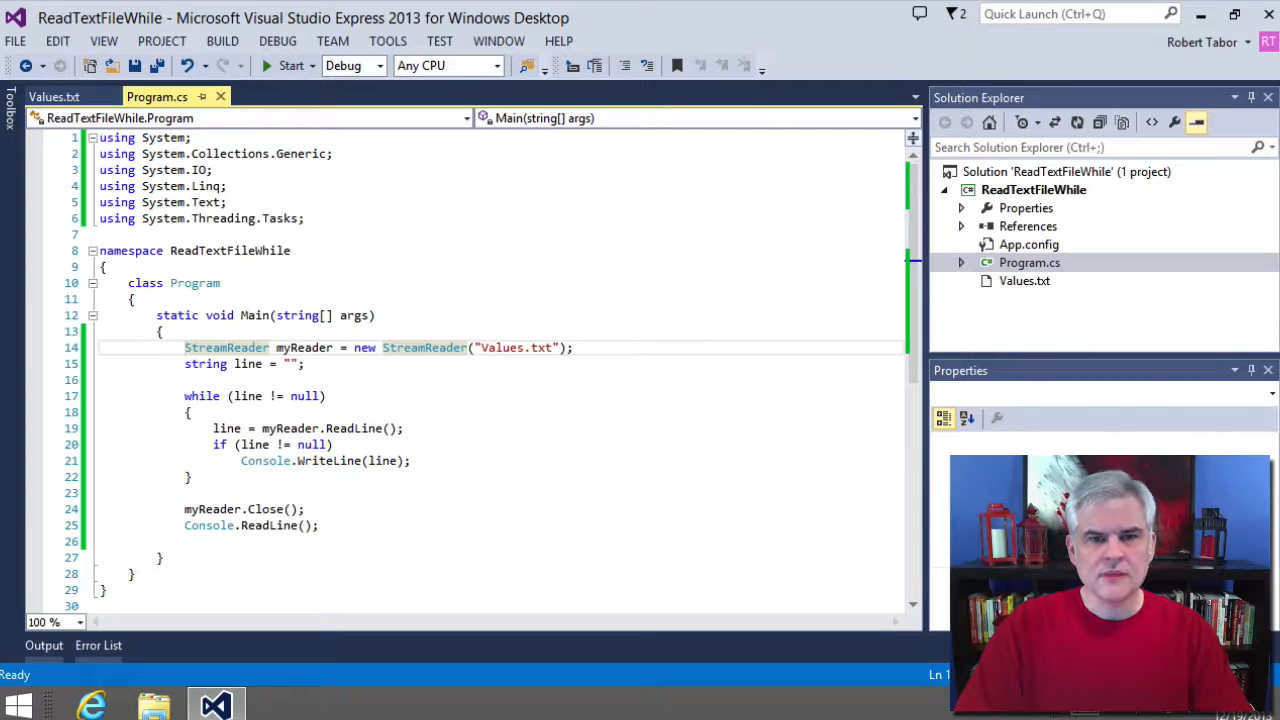 ReadTextFileWhile - Microsoft Visual Studio Express 2013 for Windows Desktop
2
Quick Launch (Ctrl+Q)
FILE EDIT VIEW PROJECT BUILD DEBUG TEAM TOOLS TEST WINDOW HELP
Robert Tabor RT
Start Debug Any CPU
Toolbox
Values.txt Program.cs
ReadTextFileWhile.Program Main(string[] args)
1 using System;
2 using System.Collections.Generic;
3 using System.IO;
4 using System.Linq;
5 using System.Text;
6 using System.Threading.Tasks;
7
8 namespace ReadTextFileWhile
9 {
10 class Program
11 {
12 static void Main(string[] args)
13 {
14 StreamReader myReader = new StreamReader("Values.txt");
15 string line = "";
16
17 while (line != null)
18 {
19 line = myReader.ReadLine();
20 if (line != null)
21 Console.WriteLine(line);
22 }
23
24 myReader.Close();
25 Console.ReadLine();
26
27 }
28 }
29 }
30
100 %
Output Error List
Ready
Solution Explorer
Search Solution Explorer (Ctrl+;)
Solution 'ReadTextFileWhile' (1 project)
C# ReadTextFileWhile
Properties
References
App.config
C# Program.cs
Values.txt
Properties
12/19/2013